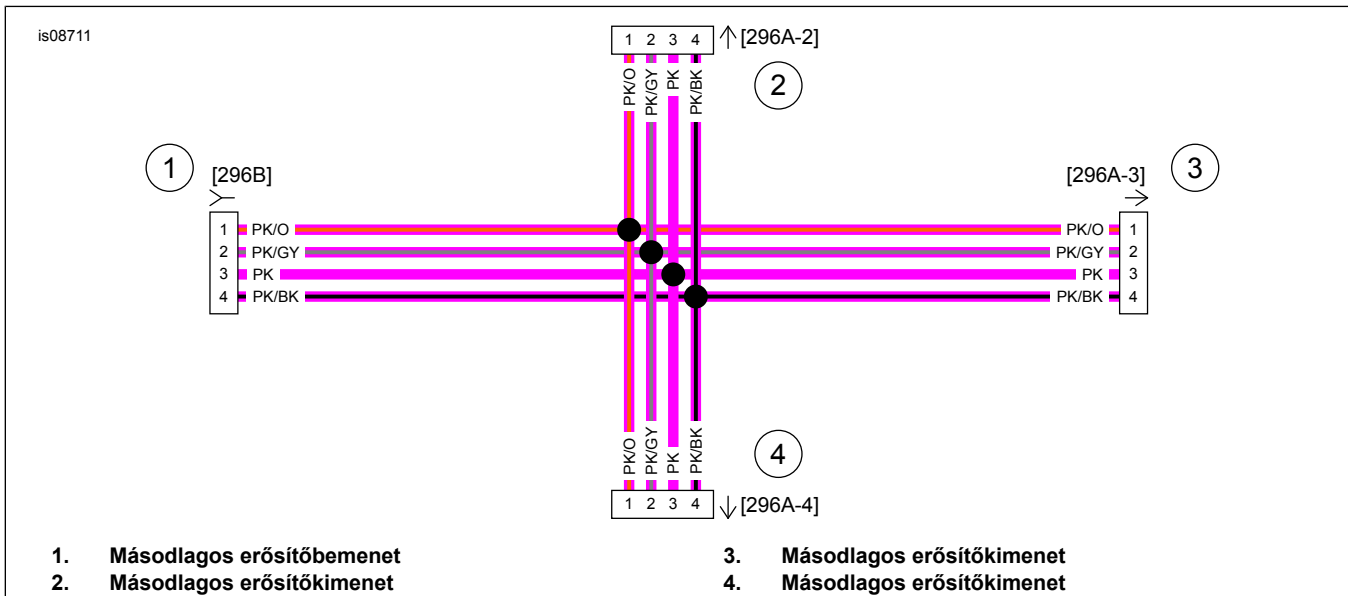 is08711
1 2 3 4
[296A-2]
PK/O PK/GY PK PK/BK
2
1
[296B]
[296A-3]
3
1 PK/O PK/O 1
2 PK/GY PK/GY 2
3 PK PK 3
4 PK/BK PK/BK 4
PK/O PK/GY PK PK/BK
4
1 2 3 4
[296A-4]
1. Másodlagos erősítőbemenet
2. Másodlagos erősítőkimenet
3. Másodlagos erősítőkimenet
4. Másodlagos erősítőkimenet